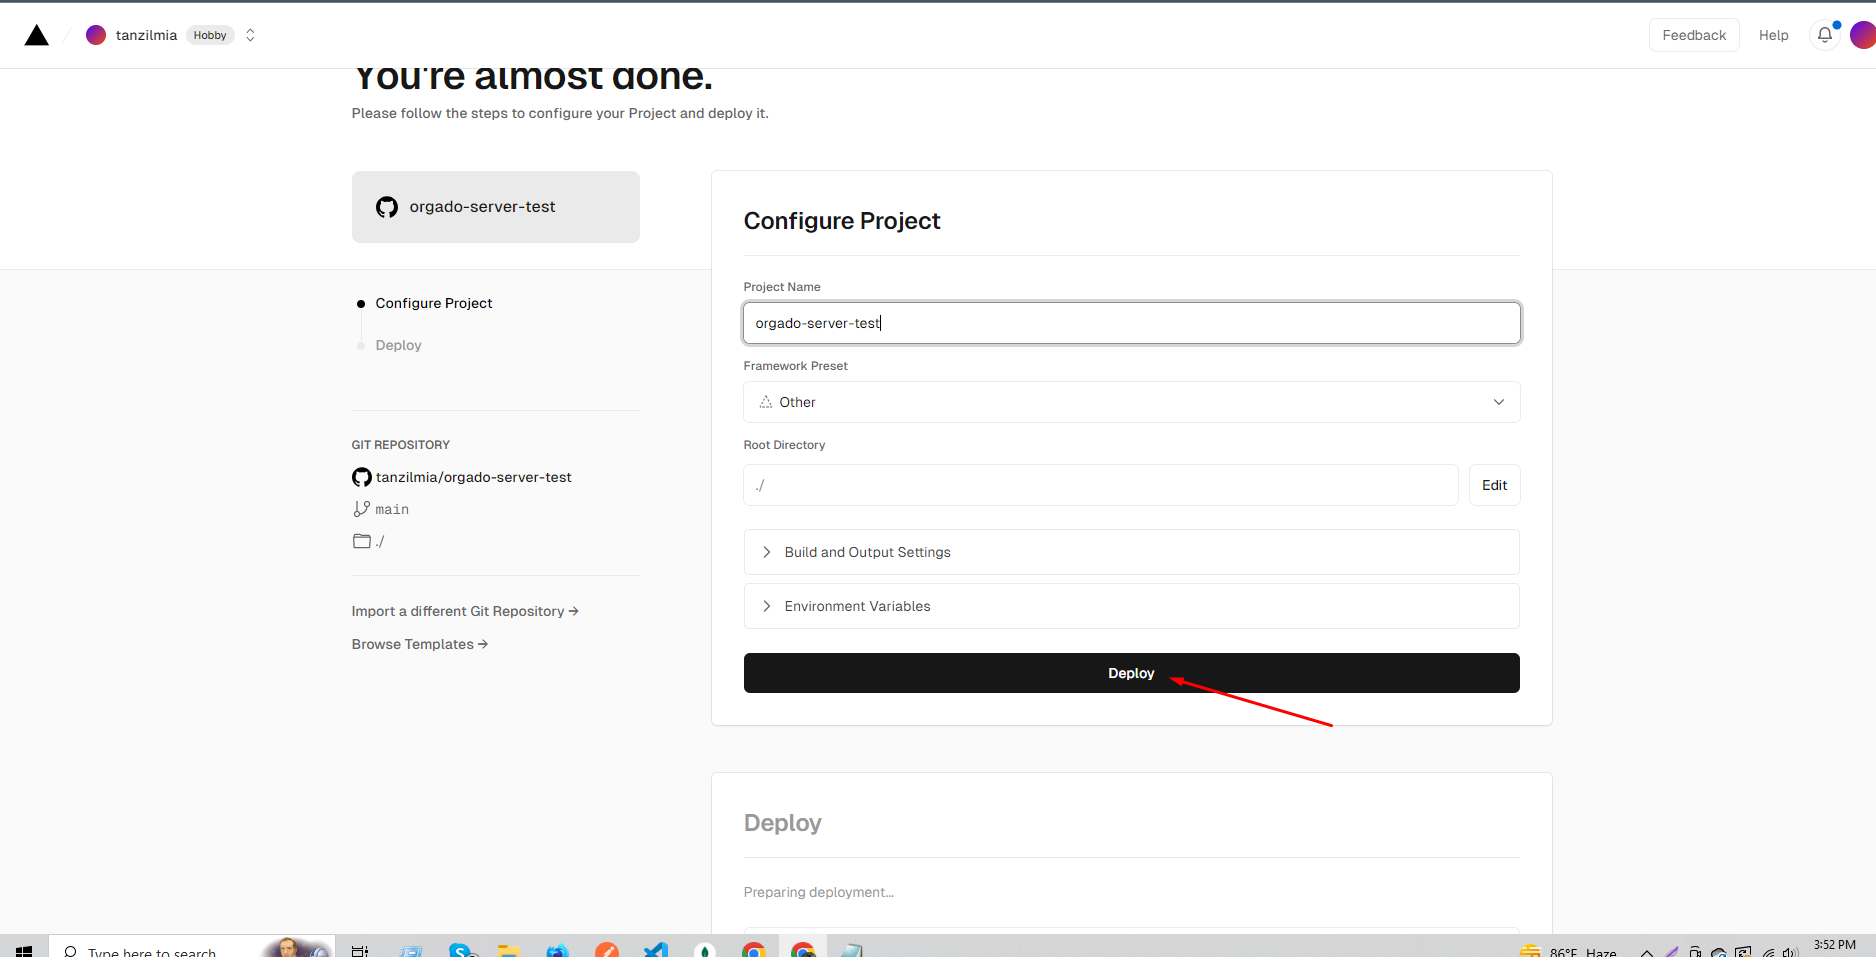 tanzilmia Hobby
Feedback Help
You're almost done.
Please follow the steps to configure your Project and deploy it.
orgado-server-test
Configure Project
Deploy
GIT REPOSITORY
tanzilmia/orgado-server-test
main
./
Import a different Git Repository →
Browse Templates →
Configure Project
Project Name
orgado-server-test
Framework Preset
Other
Root Directory
./ Edit
Build and Output Settings
Environment Variables
Deploy
Deploy
Preparing deployment...
Type here to search
86°F Haze
3:52 PM